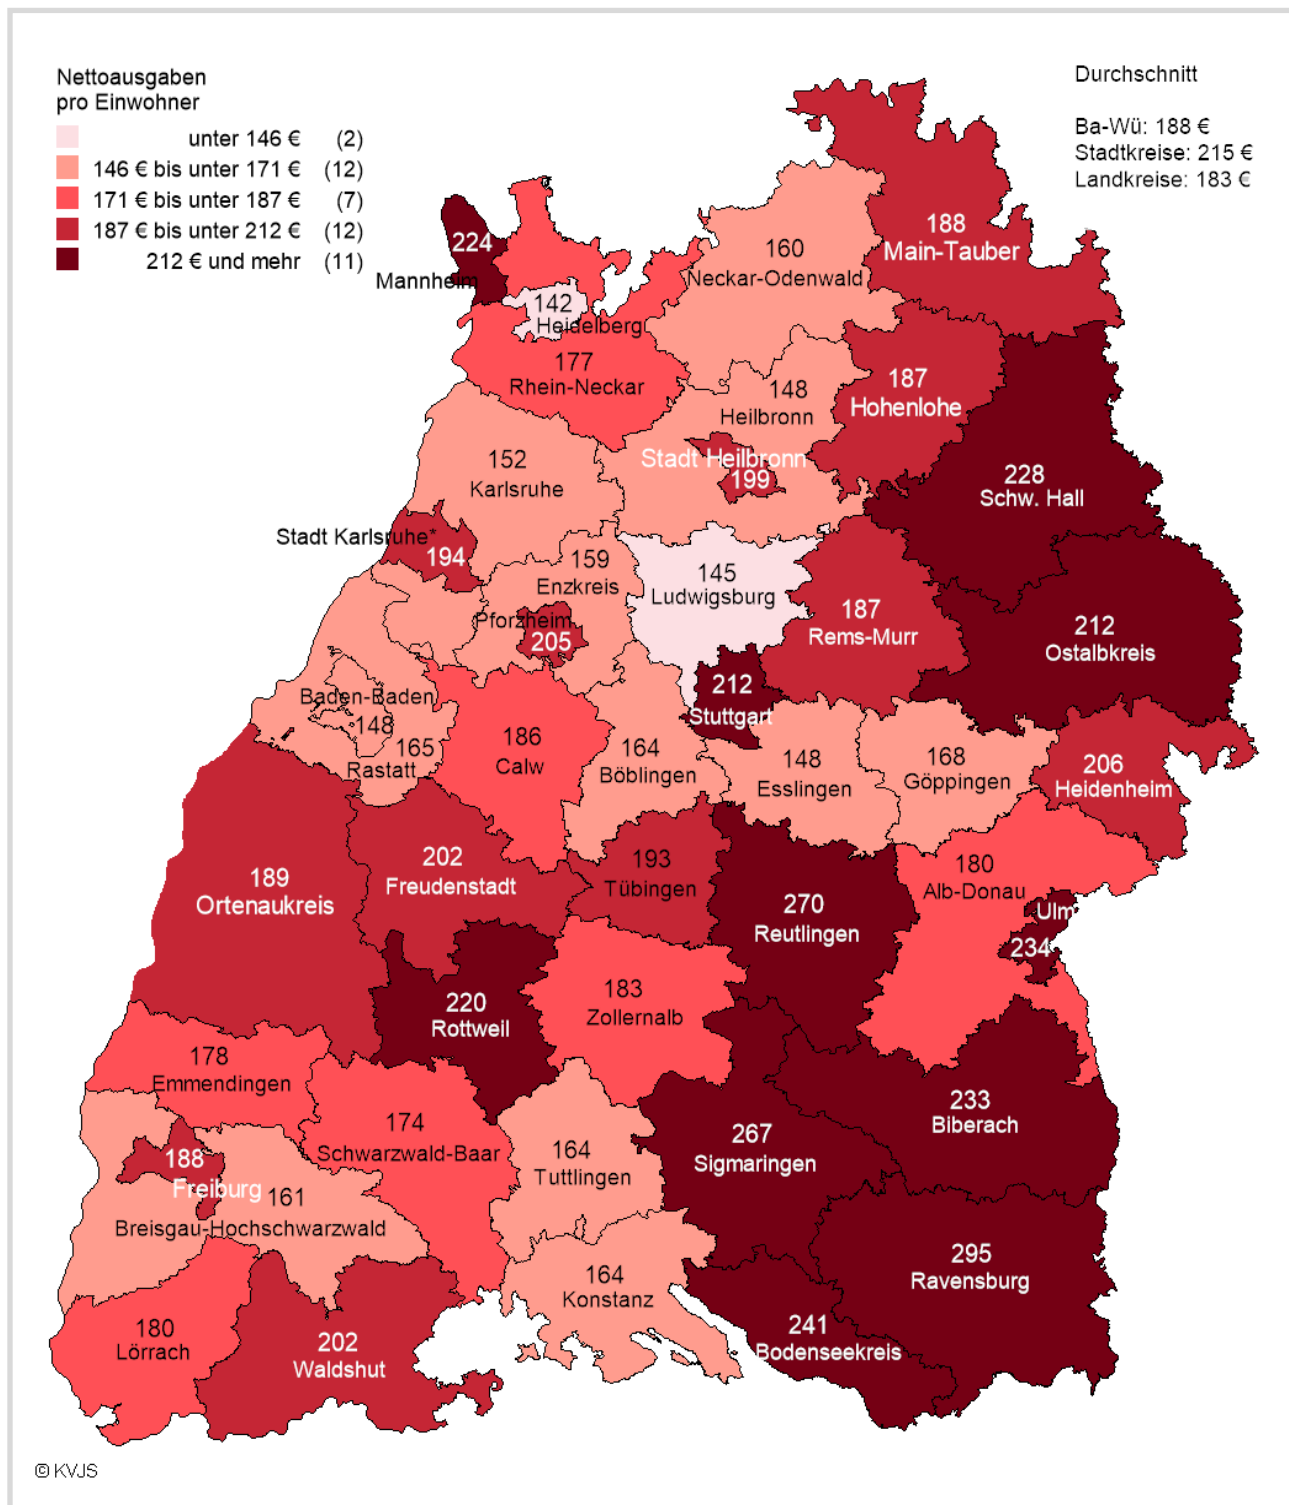 Nettoausgaben
pro Einwohner
unter 146 € (2)
146 € bis unter 171 € (12)
171 € bis unter 187 € (7)
187 € bis unter 212 € (12)
212 € und mehr (11)
Durchschnitt
Ba-Wü: 188 €
Stadtkreise: 215 €
Landkreise: 183 €
224
Mannheim
142
Heidelberg
177
Rhein-Neckar
160
Neckar-Odenwald
188
Main-Tauber
148
Heilbronn
187
Hohenlohe
Stadt Heilbronn
199
152
Karlsruhe
228
Schw. Hall
Stadt Karlsruhe*
194
159
Enzkreis
Pforzheim
205
145
Ludwigsburg
187
Rems-Murr
212
Ostalbkreis
212
Stuttgart
Baden-Baden
148
165
Rastatt
186
Calw
164
Böblingen
148
Esslingen
168
Göppingen
206
Heidenheim
189
Ortenaukreis
202
Freudenstadt
193
Tübingen
270
Reutlingen
180
Alb-Donau
Ulm
234
220
Rottweil
183
Zollernalb
178
Emmendingen
174
Schwarzwald-Baar
164
Tuttlingen
267
Sigmaringen
233
Biberach
188
Freiburg
161
Breisgau-Hochschwarzwald
164
Konstanz
295
Ravensburg
180
Lörrach
202
Waldshut
241
Bodenseekreis
© KVJS